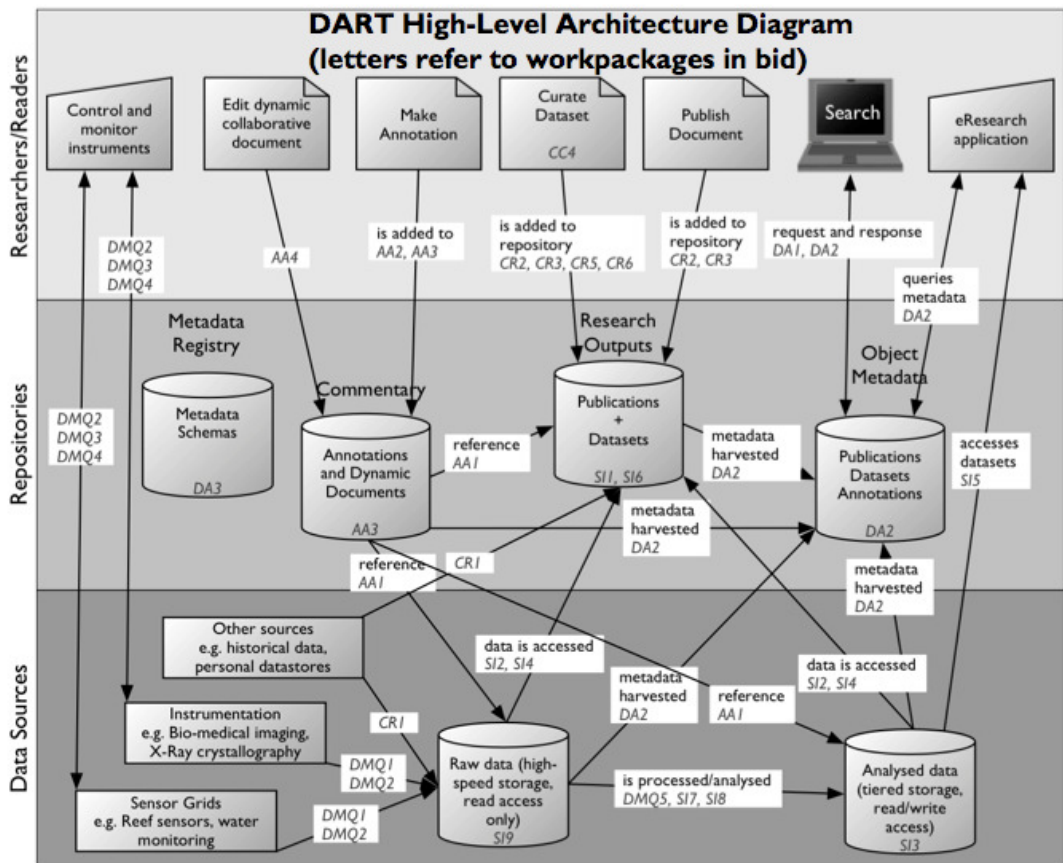 DART High-Level Architecture Diagram
(letters refer to workpackages in bid)
Researchers/Readers
Control and
monitor
instruments
Edit dynamic
collaborative
document
Make
Annotation
Curate
Dataset
CC4
Publish
Document
Search
eResearch
application
DMQ2
DMQ3
DMQ4
AA4
is added to
AA2, AA3
is added to
repository
CR2, CR3, CR5, CR6
is added to
repository
CR2, CR3
request and response
DA1, DA2
queries
metadata
DA2
Repositories
Metadata
Registry
Metadata
Schemas
DA3
Commentary
Annotations
and Dynamic
Documents
AA3
Research
Outputs
Publications
+
Datasets
SI1, SI6
Object
Metadata
Publications
Datasets
Annotations
DA2
DMQ2
DMQ3
DMQ4
reference
AA1
metadata
harvested
DA2
accesses
datasets
SI5
metadata
harvested
DA2
reference
AA1
CR1
metadata
harvested
DA2
Data Sources
Other sources
e.g. historical data,
personal datastores
data is accessed
SI2, SI4
metadata
harvested
DA2
data is accessed
SI2, SI4
reference
AA1
Instrumentation
e.g. Bio-medical imaging,
X-Ray crystallography
CR1
DMQ1
DMQ2
Sensor Grids
e.g. Reef sensors, water
monitoring
DMQ1
DMQ2
Raw data (high-
speed storage,
read access
only)
SI9
is processed/analysed
DMQ5, SI7, SI8
Analysed data
(tiered storage,
read/write
access)
SI3